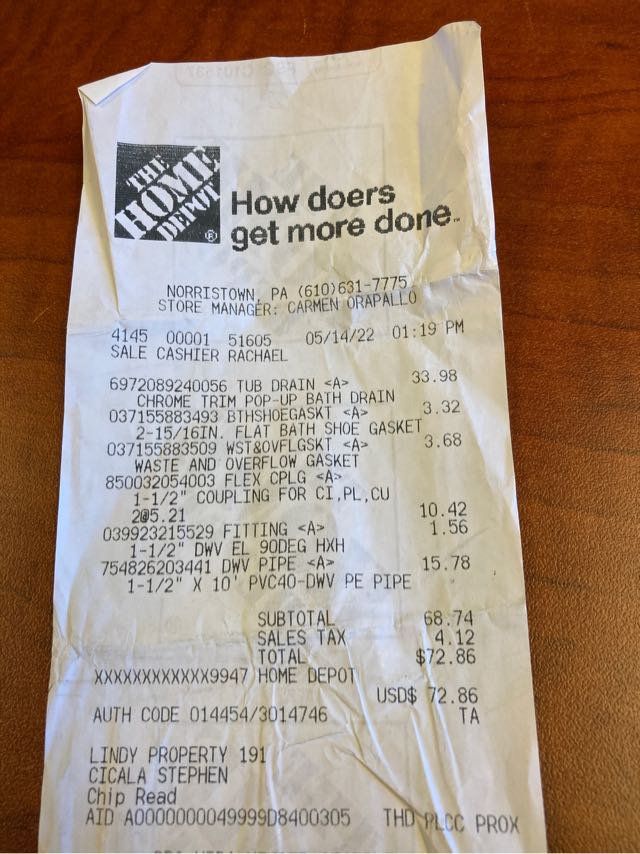 THE
HOME
DEPOT
®
How doers
get more done™
NORRISTOWN, PA (610)631-7775
STORE MANAGER: CARMEN ORAPALLO
4145 00001 51605 05/14/22 01:19 PM
SALE CASHIER RACHAEL
6972089240056 TUB DRAIN <A> 33.98
CHROME TRIM POP-UP BATH DRAIN
037155883493 BTHSHOEGASKT <A> 3.32
2-15/16IN. FLAT BATH SHOE GASKET
037155883509 WST&OVFLGSKT <A> 3.68
WASTE AND OVERFLOW GASKET
850032054003 FLEX CPLG <A>
1-1/2" COUPLING FOR CI,PL,CU
2@5.21 10.42
039923215529 FITTING <A> 1.56
1-1/2" DWV EL 90DEG HXH
754826203441 DWV PIPE <A> 15.78
1-1/2" X 10' PVC40-DWV PE PIPE
SUBTOTAL 68.74
SALES TAX 4.12
TOTAL $72.86
XXXXXXXXXXXX9947 HOME DEPOT
USD$ 72.86
AUTH CODE 014454/3014746 TA
LINDY PROPERTY 191
CICALA STEPHEN
Chip Read
AID A0000000049999D8400305 THD PLCC PROX